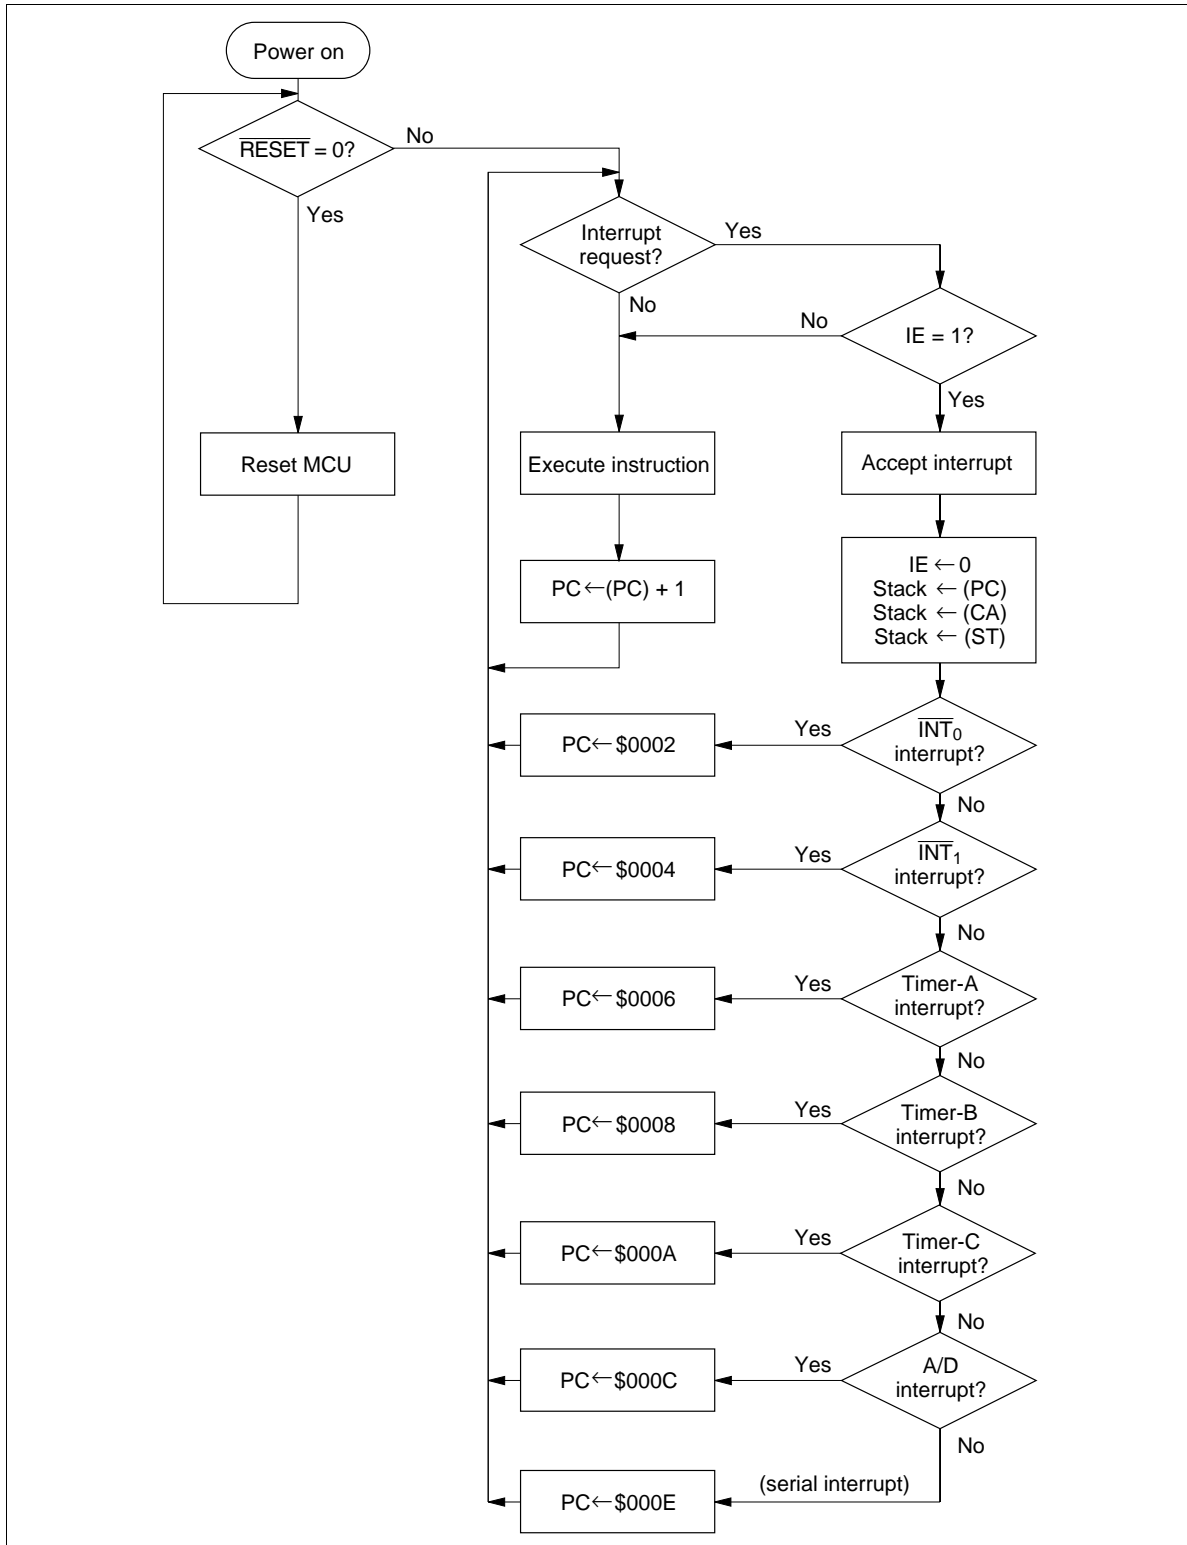 Power on
RESET = 0?
No
Yes
Interrupt
request?
Yes
No
No
IE = 1?
Yes
Reset MCU
Execute instruction
Accept interrupt
PC←(PC) + 1
IE ← 0
Stack ← (PC)
Stack ← (CA)
Stack ← (ST)
PC←$0002
Yes
INT0
interrupt?
No
PC←$0004
Yes
INT1
interrupt?
No
PC←$0006
Yes
Timer-A
interrupt?
No
PC←$0008
Yes
Timer-B
interrupt?
No
PC←$000A
Yes
Timer-C
interrupt?
No
PC←$000C
Yes
A/D
interrupt?
No
PC←$000E
(serial interrupt)